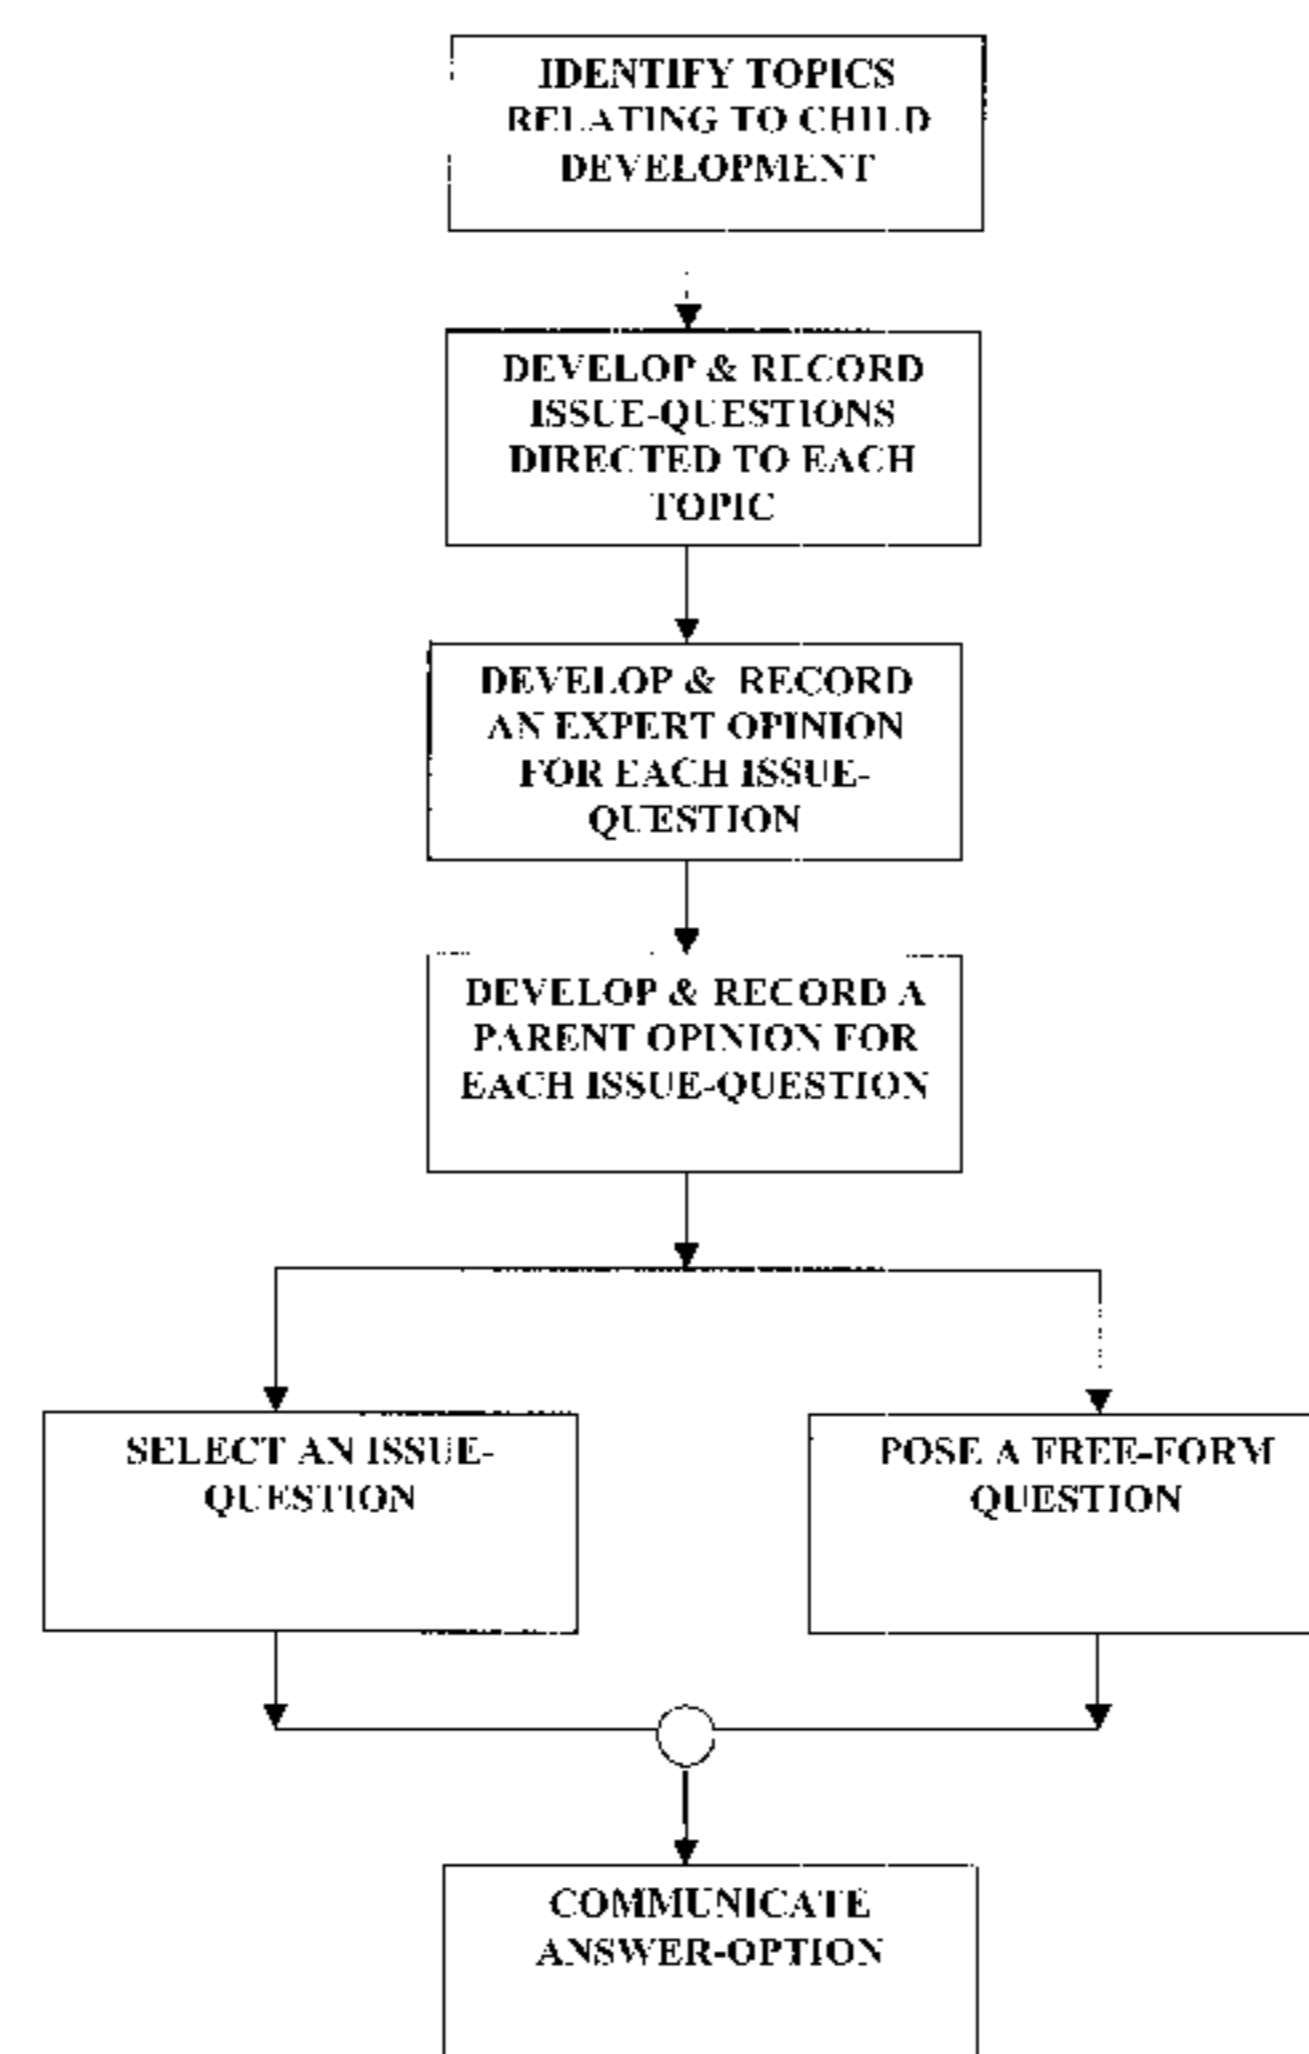 IDENTIFY TOPICS
RELATING TO CHILD
DEVELOPMENT
DEVELOP & RECORD
ISSUE-QUESTIONS
DIRECTED TO EACH
TOPIC
DEVELOP & RECORD
AN EXPERT OPINION
FOR EACH ISSUE-
QUESTION
DEVELOP & RECORD A
PARENT OPINION FOR
EACH ISSUE-QUESTION
SELECT AN ISSUE-
QUESTION
POSE A FREE-FORM
QUESTION
COMMUNICATE
ANSWER-OPTION